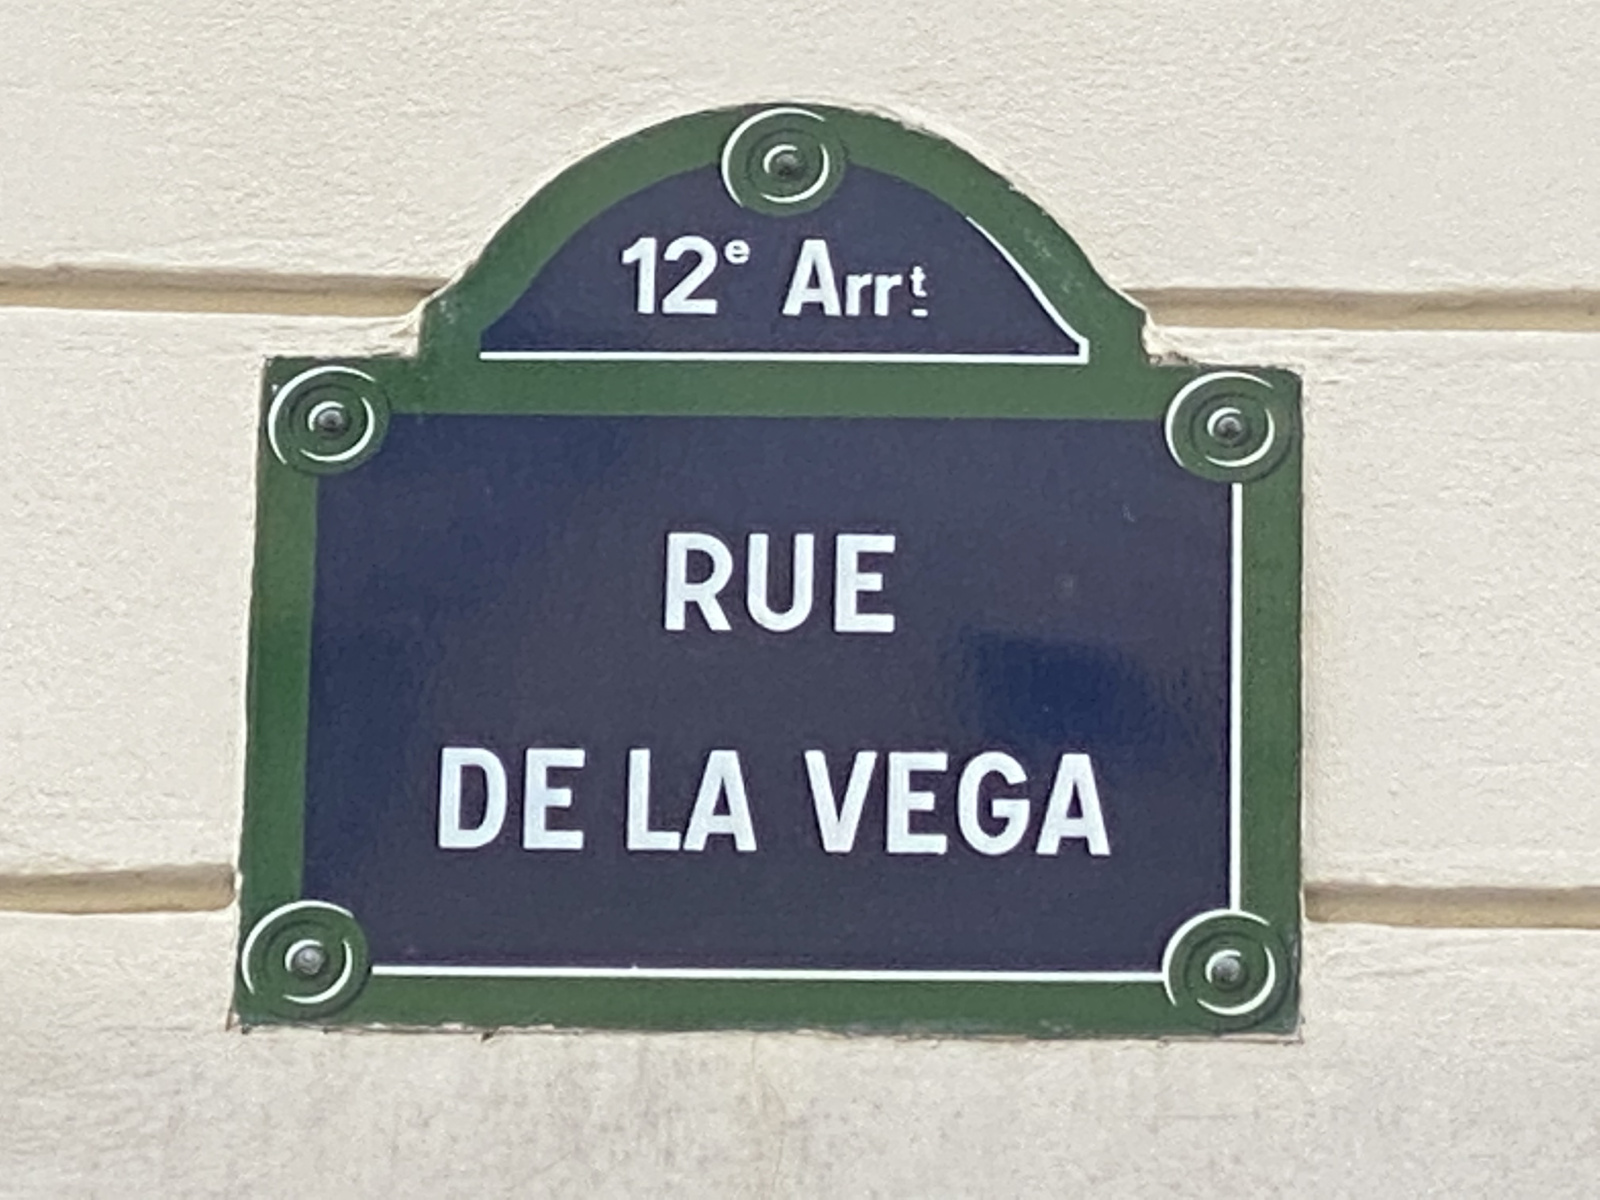 12e Arrt
RUE
DE LA VEGA